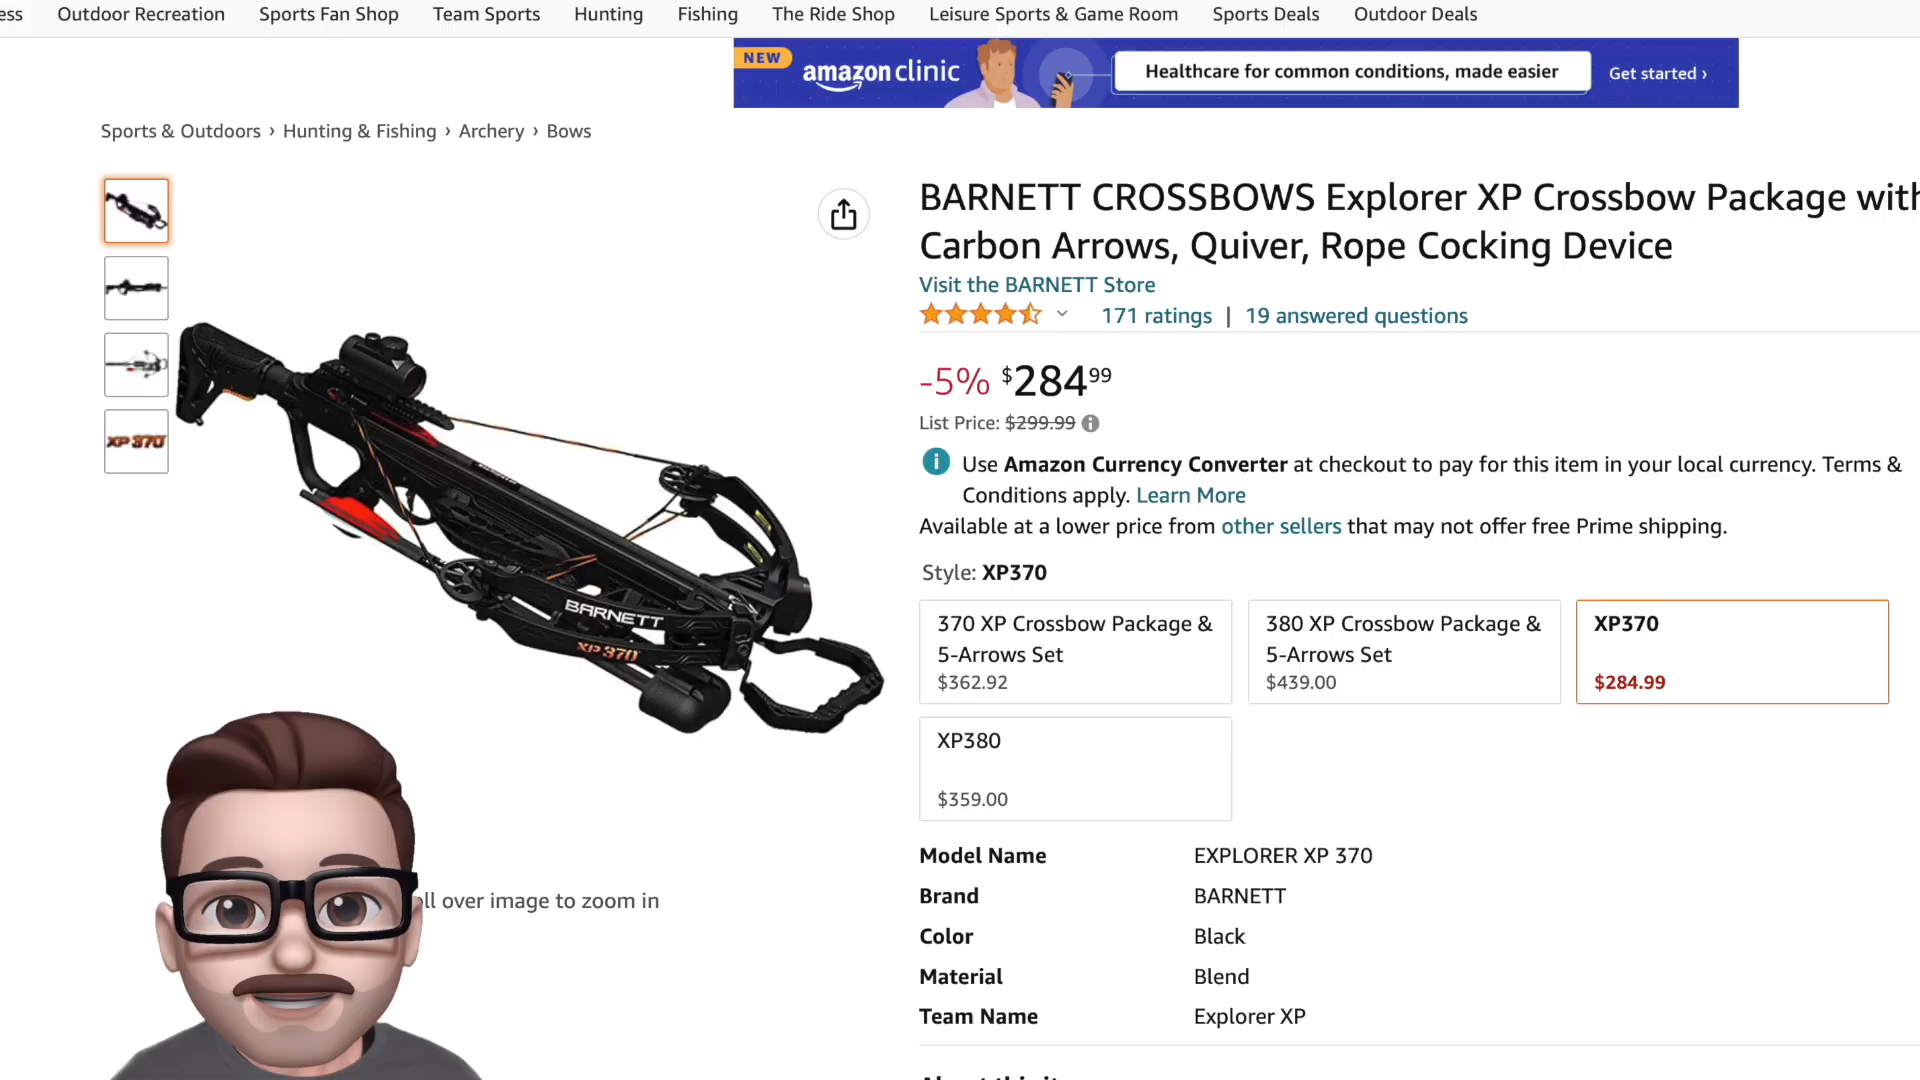 ess Outdoor Recreation Sports Fan Shop Team Sports Hunting Fishing The Ride Shop Leisure Sports & Game Room Sports Deals Outdoor Deals
NEW
amazon clinic
Healthcare for common conditions, made easier
Get started ›
Sports & Outdoors › Hunting & Fishing › Archery › Bows
BARNETT CROSSBOWS Explorer XP Crossbow Package with
Carbon Arrows, Quiver, Rope Cocking Device
Visit the BARNETT Store
171 ratings | 19 answered questions
-5% $284 99
List Price: $299.99
Use Amazon Currency Converter at checkout to pay for this item in your local currency. Terms &
Conditions apply. Learn More
Available at a lower price from other sellers that may not offer free Prime shipping.
Style: XP370
370 XP Crossbow Package &
5-Arrows Set
$362.92
380 XP Crossbow Package &
5-Arrows Set
$439.00
XP370
$284.99
XP380
$359.00
Model Name EXPLORER XP 370
Brand BARNETT
Color Black
Material Blend
Team Name Explorer XP
XP 370
BARNETT
XP 370
ll over image to zoom in